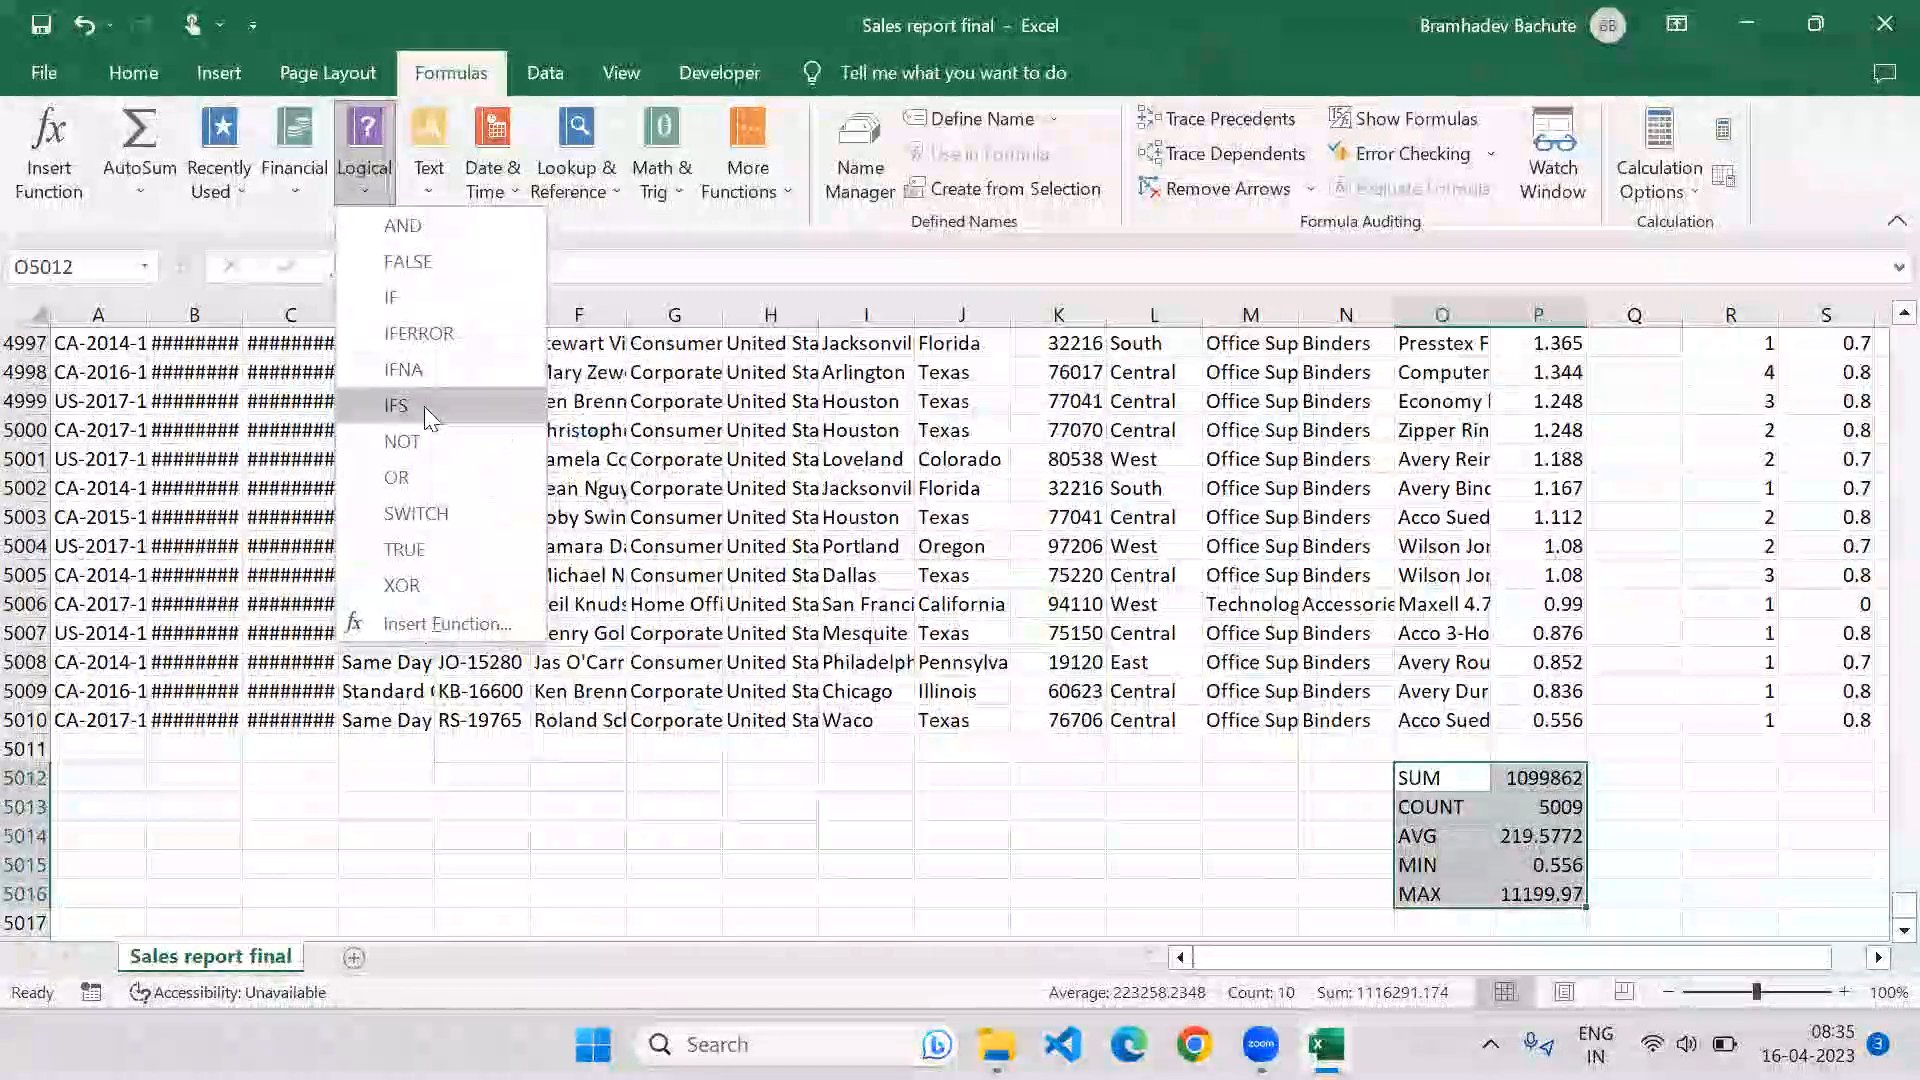 Sales report final - Excel
Bramhadev Bachute BB
File Home Insert Page Layout Formulas Data View Developer Tell me what you want to do
Insert Function
AutoSum
Recently Used
Financial
Logical
Text
Date & Time
Lookup & Reference
Math & Trig
More Functions
Name Manager
Define Name
Use in Formula
Create from Selection
Defined Names
Trace Precedents
Trace Dependents
Remove Arrows
Show Formulas
Error Checking
Evaluate Formula
Formula Auditing
Watch Window
Calculation Options
Calculation
AND
FALSE
IF
IFERROR
IFNA
IFS
NOT
OR
SWITCH
TRUE
XOR
fx Insert Function...
O5012
A B C F G H I J K L M N O P Q R S
4997 CA-2014-1 ######## ######## tewart Vi Consumer United Sta Jacksonvil Florida 32216 South Office Sup Binders Presstex F 1.365 1 0.7
4998 CA-2016-1 ######## ######## Mary Zew Corporate United Sta Arlington Texas 76017 Central Office Sup Binders Computer 1.344 4 0.8
4999 US-2017-1 ######## ######## en Brenn Corporate United Sta Houston Texas 77041 Central Office Sup Binders Economy 1.248 3 0.8
5000 CA-2017-1 ######## ######## hristoph Consumer United Sta Houston Texas 77070 Central Office Sup Binders Zipper Rin 1.248 2 0.8
5001 US-2017-1 ######## ######## amela Co Corporate United Sta Loveland Colorado 80538 West Office Sup Binders Avery Rein 1.188 2 0.7
5002 CA-2014-1 ######## ######## ean Nguy Consumer United Sta Jacksonvil Florida 32216 South Office Sup Binders Avery Bind 1.167 1 0.7
5003 CA-2015-1 ######## ######## oby Swin Consumer United Sta Houston Texas 77041 Central Office Sup Binders Acco Sued 1.112 2 0.8
5004 US-2017-1 ######## ######## amara Da Consumer United Sta Portland Oregon 97206 West Office Sup Binders Wilson Jor 1.08 2 0.7
5005 CA-2016-1 ######## ######## ichael N Consumer United Sta Dallas Texas 75220 Central Office Sup Binders Wilson Jor 1.08 3 0.8
5006 CA-2017-1 ######## ######## eil Knuds Home Offi United Sta San Franci California 94110 West Technolog Accessorie Maxell 4.7 0.99 1 0
5007 US-2014-1 ######## ######## enry Gol Corporate United Sta Mesquite Texas 75150 Central Office Sup Binders Acco 3-Ho 0.876 1 0.8
5008 CA-2014-1 ######## ######## Same Day JO-15280 Jas O'Carr Consumer United Sta Philadelph Pennsylva 19120 East Office Sup Binders Avery Rou 0.852 1 0.7
5009 CA-2016-1 ######## ######## Standard KB-16600 Ken Brenn Corporate United Sta Chicago Illinois 60623 Central Office Sup Binders Avery Dur 0.836 1 0.8
5010 CA-2017-1 ######## ######## Same Day RS-19765 Roland Scl Corporate United Sta Waco Texas 76706 Central Office Sup Binders Acco Sued 0.556 1 0.8
5011
5012 SUM 1099862
5013 COUNT 5009
5014 AVG 219.5772
5015 MIN 0.556
5016 MAX 11199.97
5017
Sales report final
Ready Accessibility: Unavailable Average: 223258.2348 Count: 10 Sum: 1116291.174 100%
Search
zoom
ENG
IN
08:35
16-04-2023
3